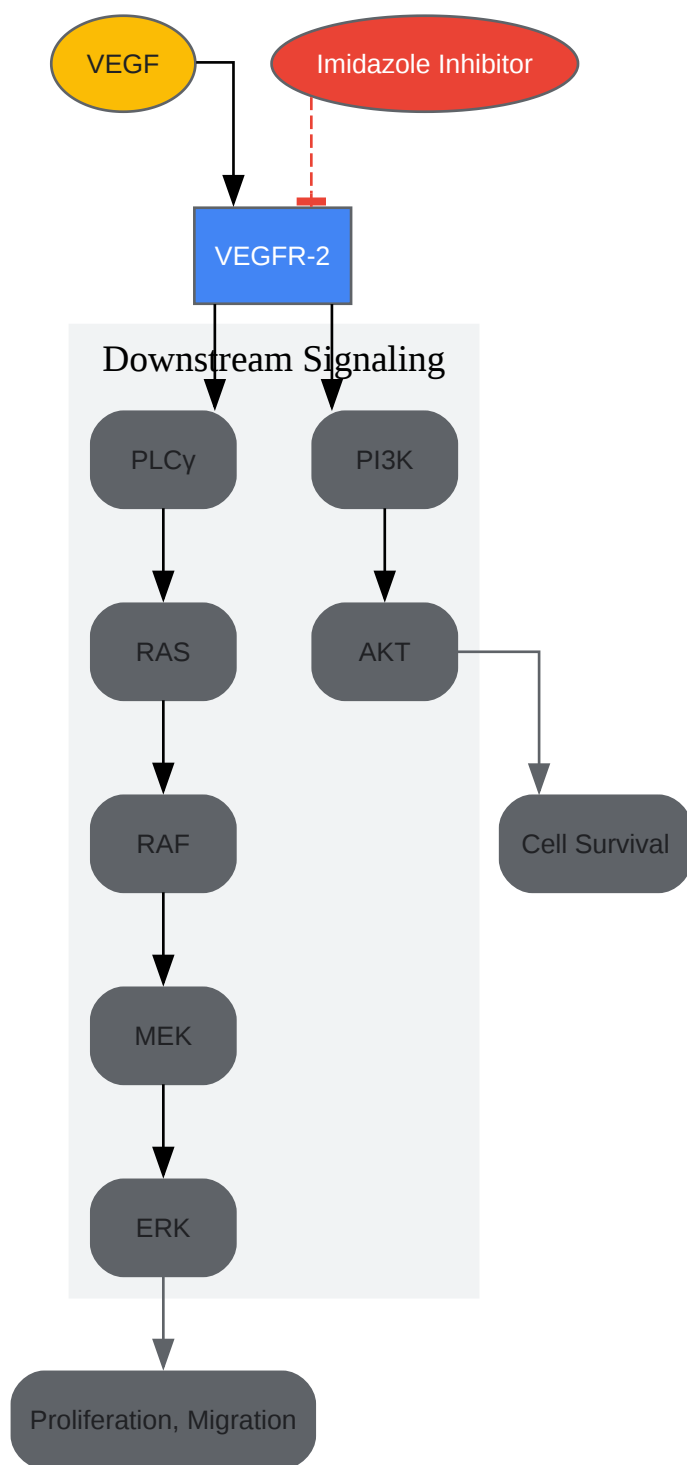 VEGF
Imidazole Inhibitor
VEGFR-2
Downstream Signaling
PLCγ
PI3K
RAS
AKT
RAF
Cell Survival
MEK
ERK
Proliferation, Migration